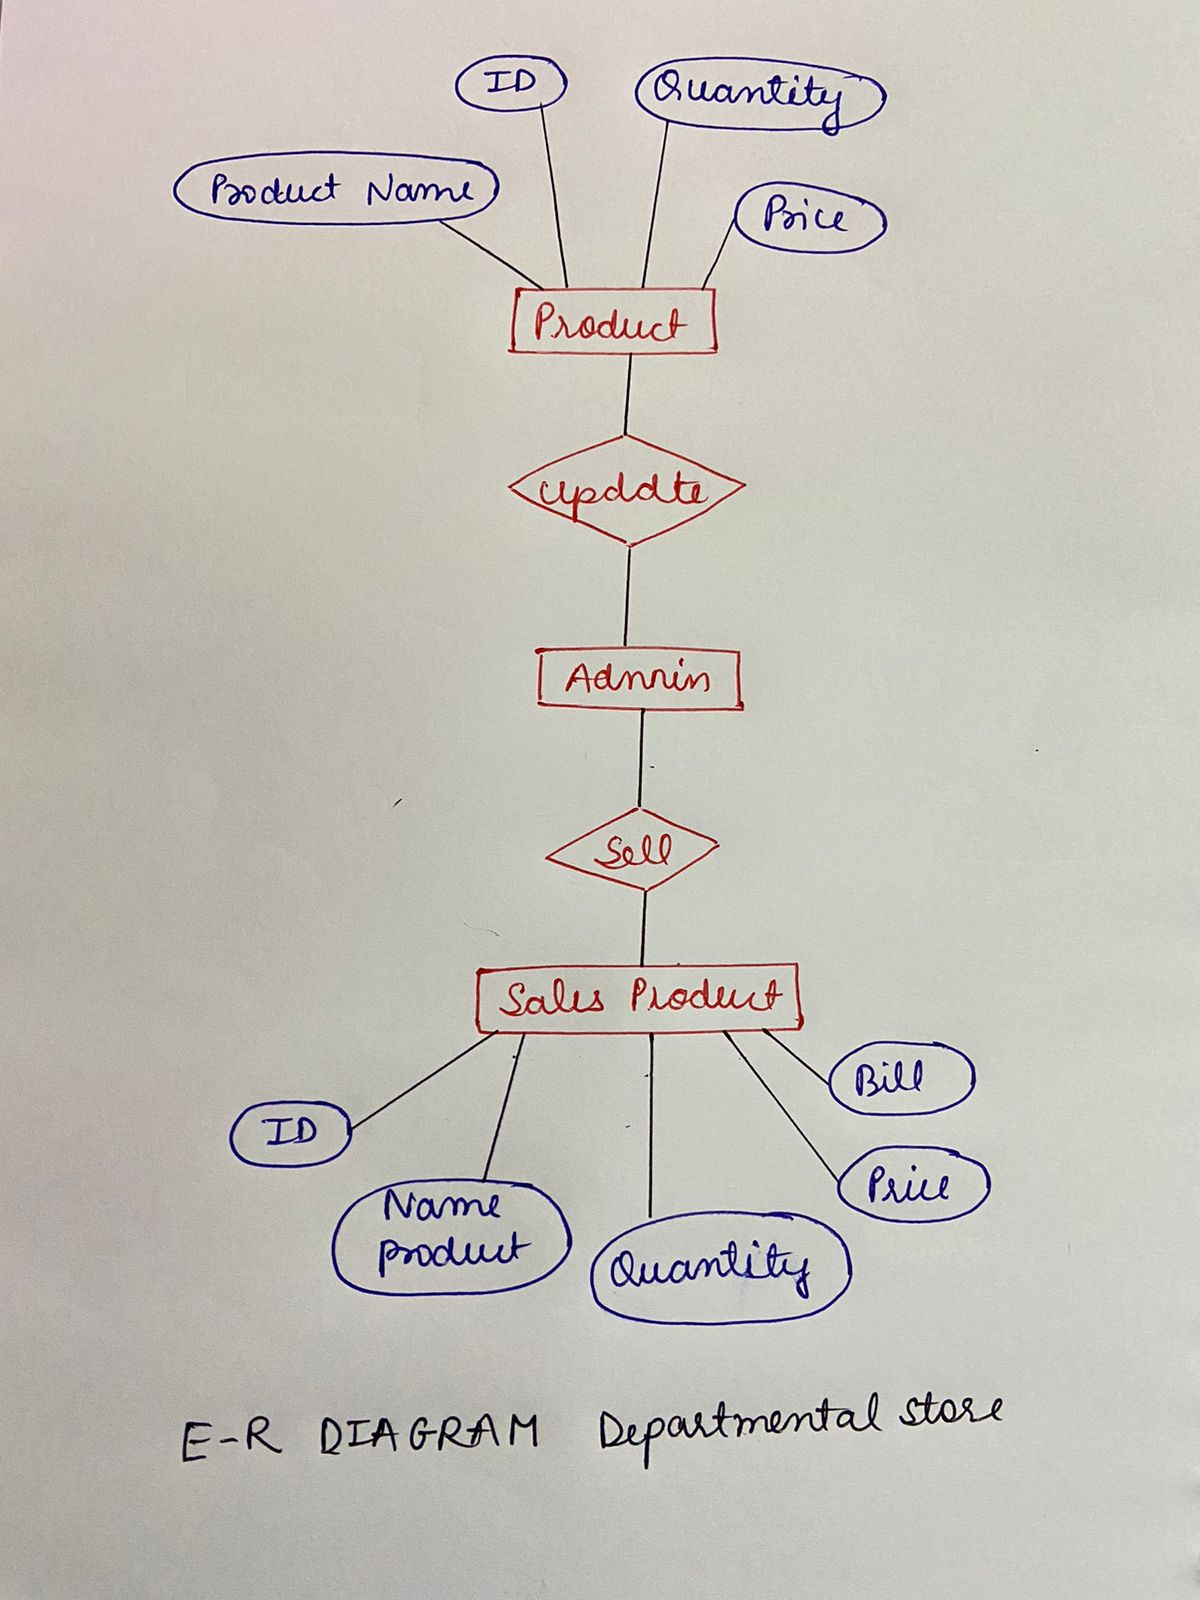 ID
Quantity
Product Name
Price
Product
Update
Admin
Sell
Sales Product
Bill
ID
Price
Name
product
Quantity
E-R DIAGRAM Departmental store